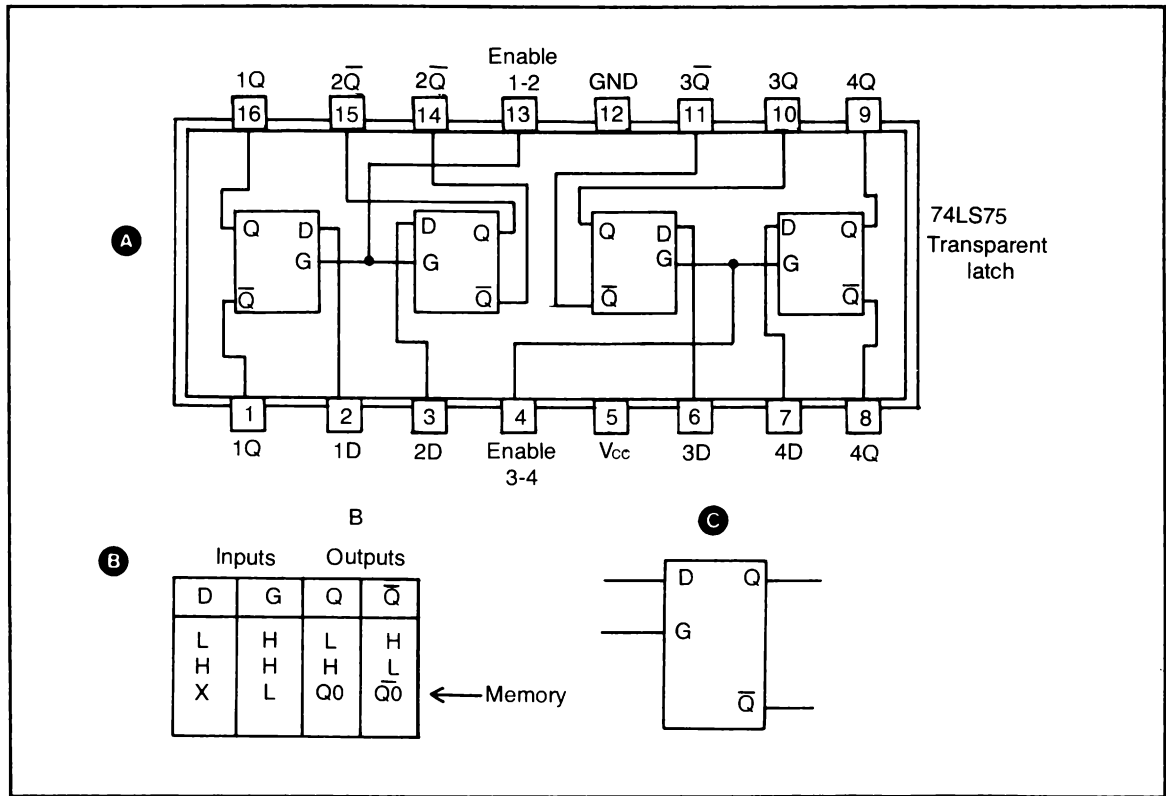 Enable
1-2
1Q 2Q̅ 2Q̅ GND 3Q̅ 3Q 4Q
16 15 14 13 12 11 10 9
A
Q D D Q Q D D Q
G G G G
Q̅ Q̅ Q̅ Q̅
74LS75
Transparent
latch
1 2 3 4 5 6 7 8
1Q 1D 2D Enable Vcc 3D 4D 4Q
3-4
B
B
Inputs Outputs
D G Q Q̅
L H L H
H H H L
X L Q0 Q̅0̅
Memory
C
D Q
G
Q̅